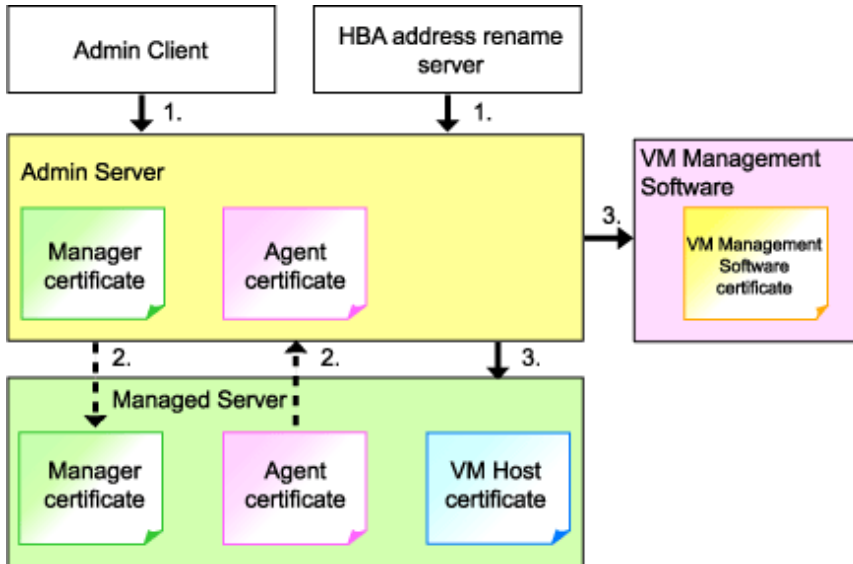 Admin Client
HBA address rename
server
1.
1.
Admin Server
Manager
certificate
Agent
certificate
3.
VM Management
Software
VM Management
Software
certificate
2.
2.
3.
Managed Server
Manager
certificate
Agent
certificate
VM Host
certificate